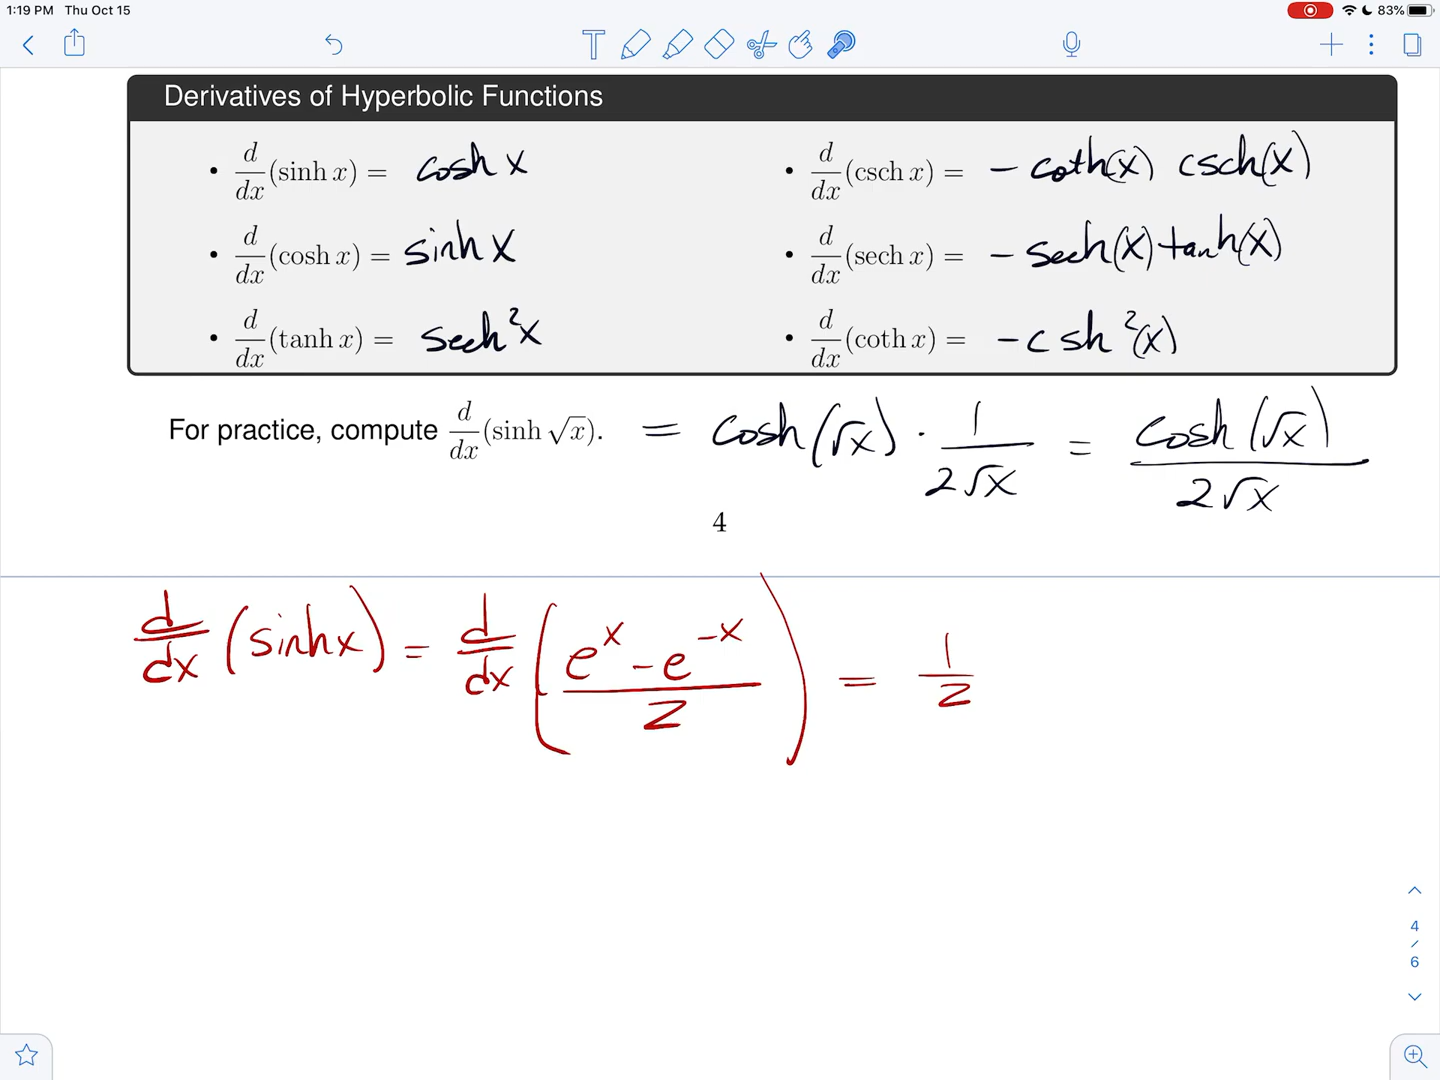 1:19 PM Thu Oct 15 83%
Derivatives of Hyperbolic Functions
• d/dx (sinh x) = cosh x
• d/dx (csch x) = - coth(x) csch(x)
• d/dx (cosh x) = sinh x
• d/dx (sech x) = - sech(x) tanh(x)
• d/dx (tanh x) = sech²x
• d/dx (coth x) = -csh²(x)
For practice, compute d/dx (sinh √x). = cosh(√x) · 1/(2√x) = cosh(√x)/(2√x)
4
d/dx (sinhx) = d/dx ((e^x - e^-x)/2) = 1/2
4
/
6